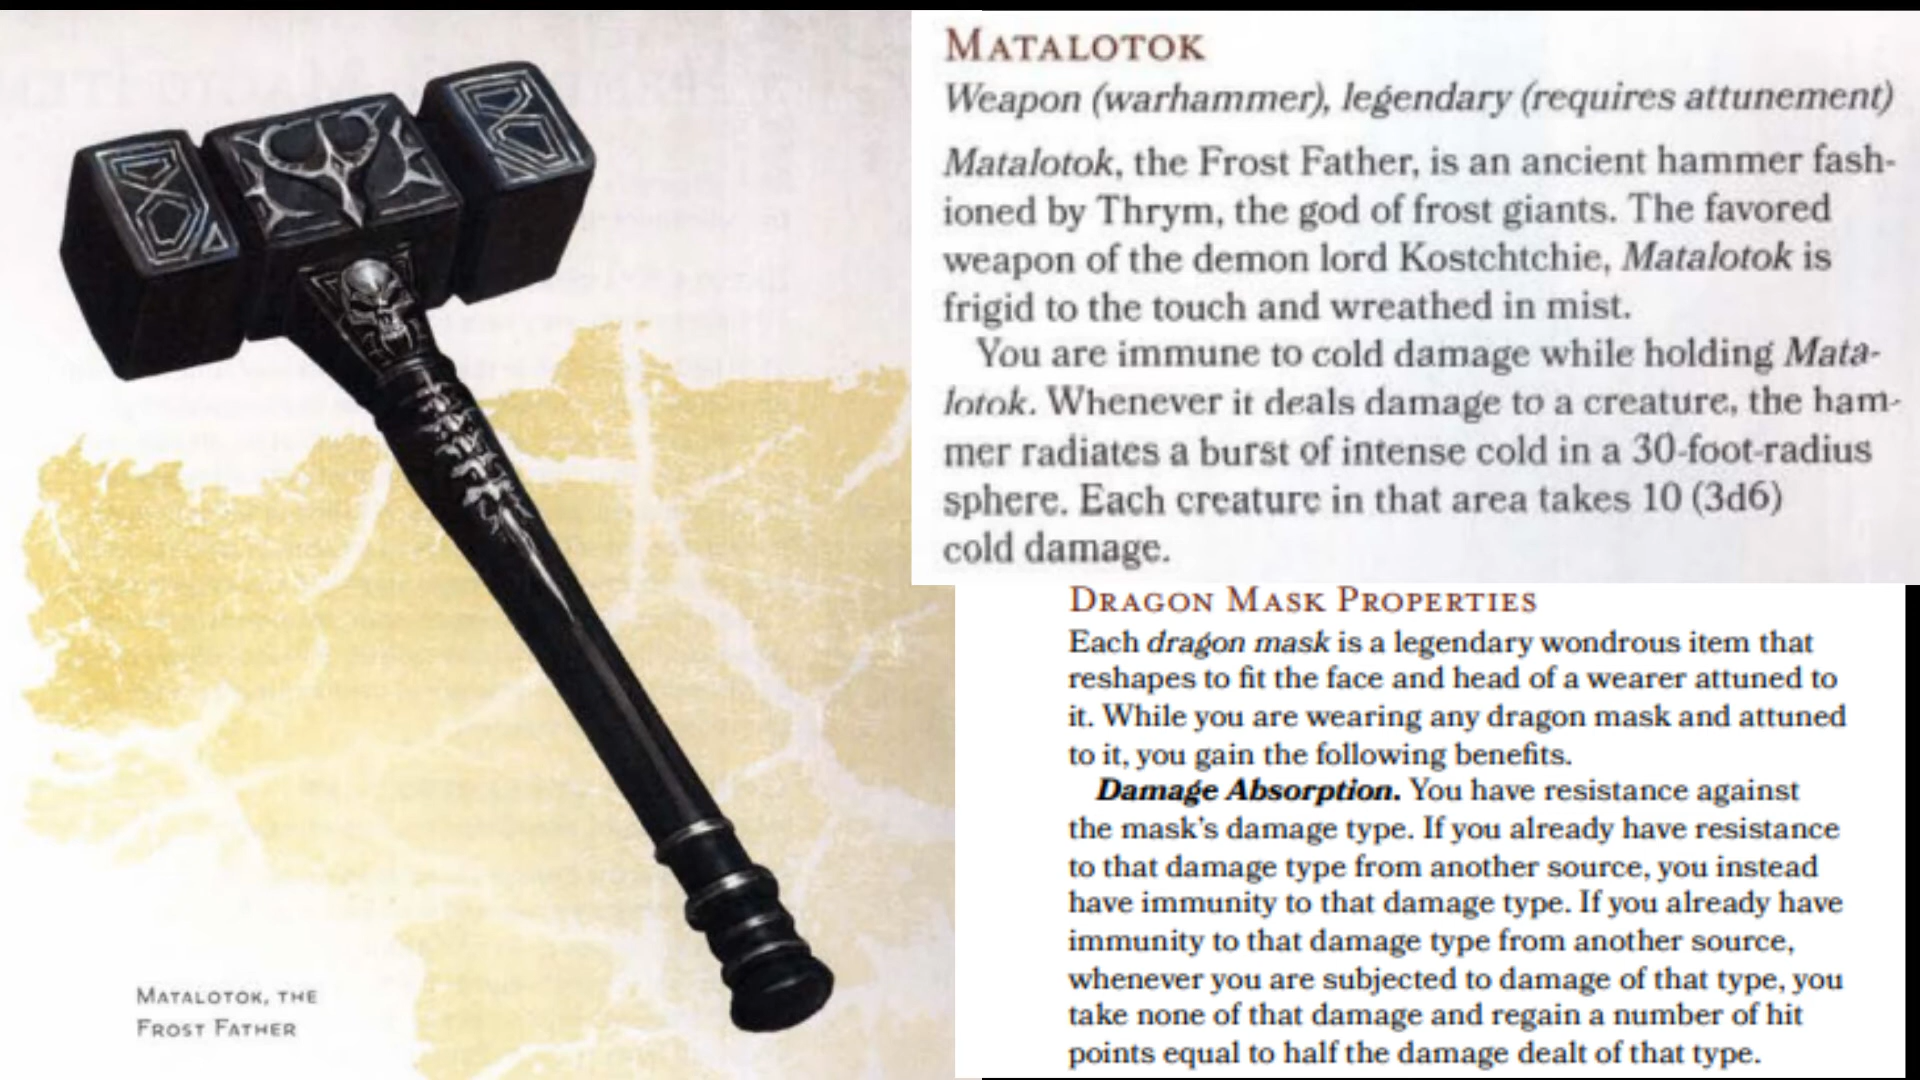 MATALOTOK
Weapon (warhammer), legendary (requires attunement)
Matalotok, the Frost Father, is an ancient hammer fash-
ioned by Thrym, the god of frost giants. The favored
weapon of the demon lord Kostchtchie, Matalotok is
frigid to the touch and wreathed in mist.
You are immune to cold damage while holding Mata-
lotok. Whenever it deals damage to a creature, the ham-
mer radiates a burst of intense cold in a 30-foot-radius
sphere. Each creature in that area takes 10 (3d6)
cold damage.
DRAGON MASK PROPERTIES
Each dragon mask is a legendary wondrous item that
reshapes to fit the face and head of a wearer attuned to
it. While you are wearing any dragon mask and attuned
to it, you gain the following benefits.
Damage Absorption. You have resistance against
the mask's damage type. If you already have resistance
to that damage type from another source, you instead
have immunity to that damage type. If you already have
immunity to that damage type from another source,
whenever you are subjected to damage of that type, you
take none of that damage and regain a number of hit
points equal to half the damage dealt of that type.
MATALOTOK, THE
FROST FATHER